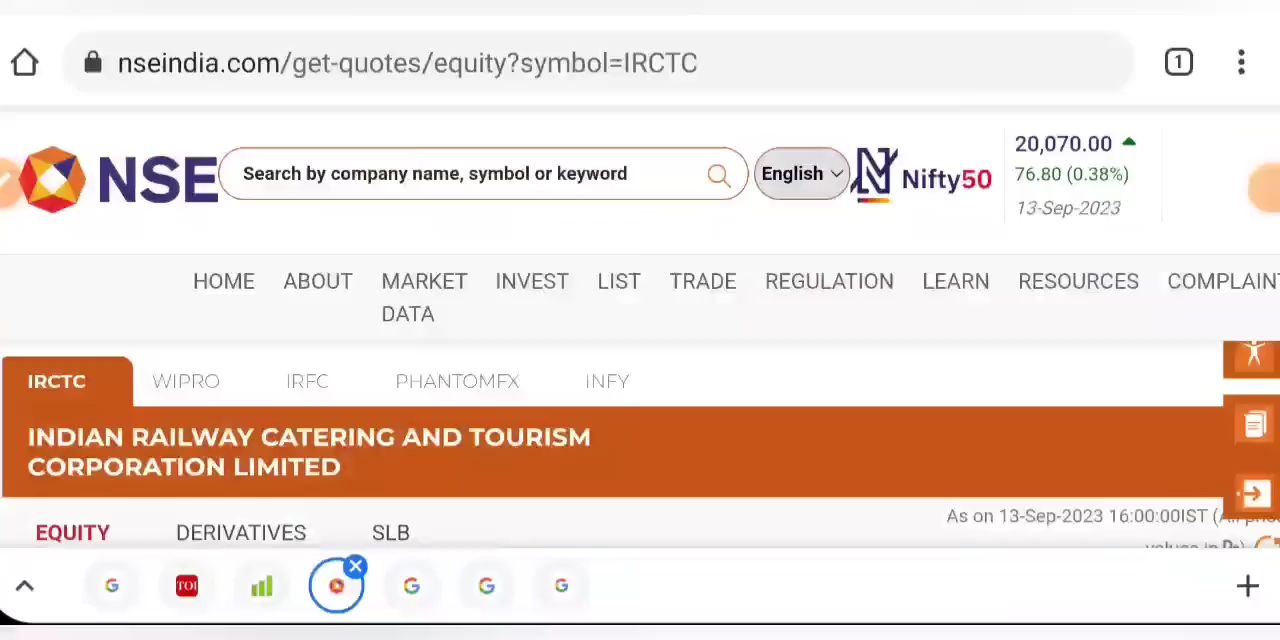 nseindia.com/get-quotes/equity?symbol=IRCTC
1
NSE
Search by company name, symbol or keyword
English
Nifty50
20,070.00
76.80 (0.38%)
13-Sep-2023
HOME ABOUT MARKET DATA INVEST LIST TRADE REGULATION LEARN RESOURCES COMPLAIN
IRCTC WIPRO IRFC PHANTOMFX INFY
INDIAN RAILWAY CATERING AND TOURISM
CORPORATION LIMITED
As on 13-Sep-2023 16:00:00IST
EQUITY DERIVATIVES SLB
TOI